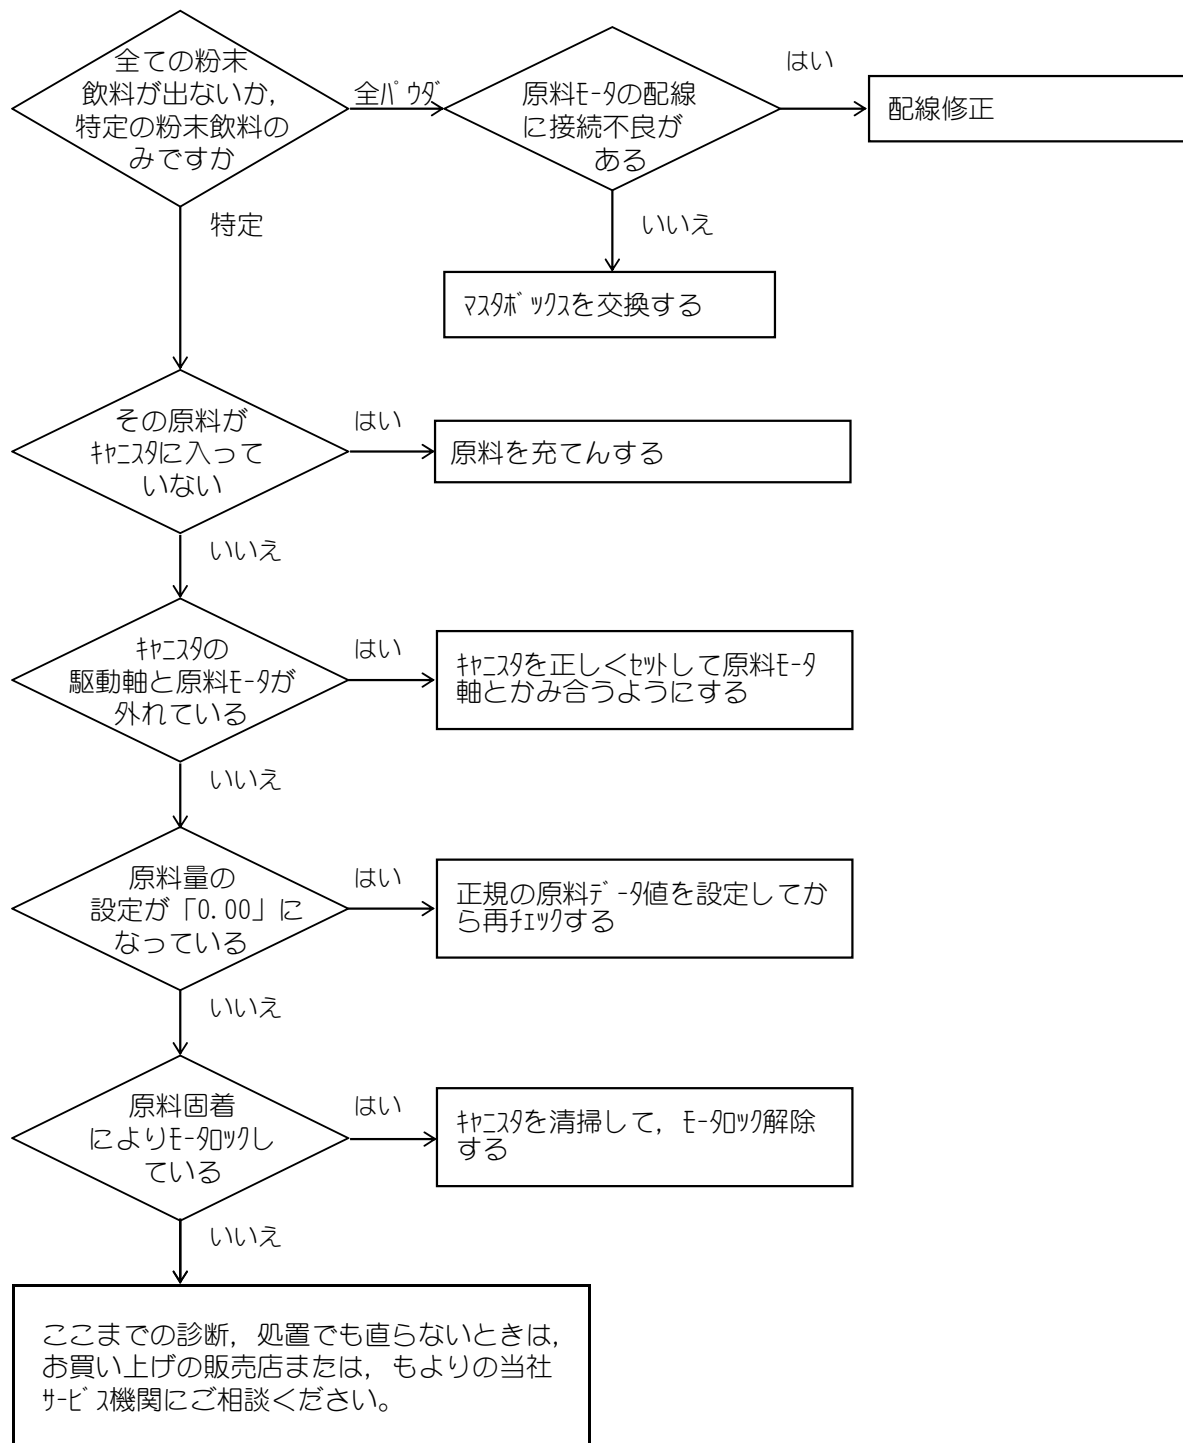 全ての粉末
飲料が出ないか,
特定の粉末飲料の
みですか
全ﾊﾟｳﾀﾞ
原料ﾓｰﾀの配線
に接続不良が
ある
はい
配線修正
特定
いいえ
ﾏｽﾀﾎﾞｯｸｽを交換する
その原料が
ｷｬﾆｽﾀに入って
いない
はい
原料を充てんする
いいえ
ｷｬﾆｽﾀの
駆動軸と原料ﾓｰﾀが
外れている
はい
ｷｬﾆｽﾀを正しくｾｯﾄして原料ﾓｰﾀ
軸とかみ合うようにする
いいえ
原料量の
設定が「0.00」に
なっている
はい
正規の原料ﾃﾞｰﾀ値を設定してか
ら再ﾁｪｯｸする
いいえ
原料固着
によりﾓｰﾀﾛｯｸし
ている
はい
ｷｬﾆｽﾀを清掃して, ﾓｰﾀﾛｯｸ解除
する
いいえ
ここまでの診断, 処置でも直らないときは,
お買い上げの販売店または, もよりの当社
ｻｰﾋﾞｽ機関にご相談ください。